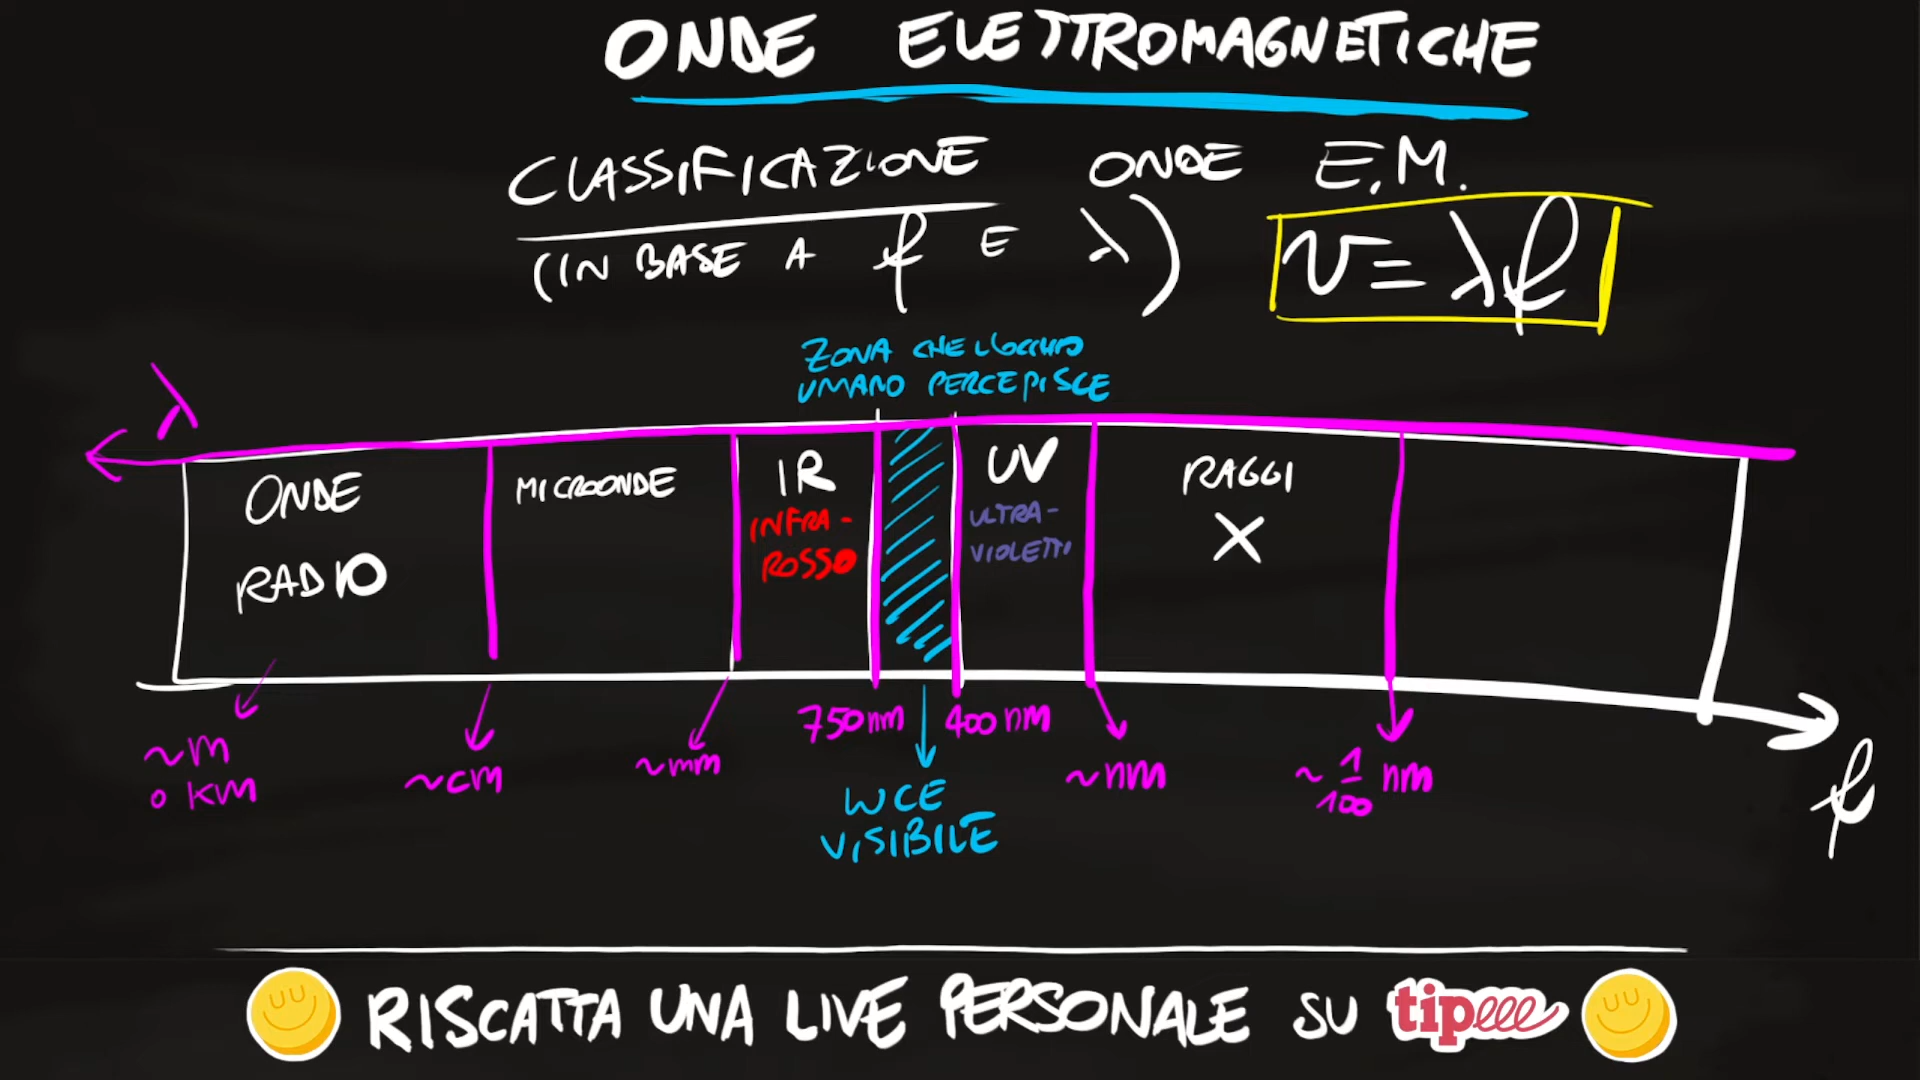 ONDE ELETTROMAGNETICHE
CLASSIFICAZIONE ONDE E.M.
(IN BASE A f E λ)
v = λf
ZONA CHE L'OCCHIO
UMANO PERCEPISCE
λ
ONDE
RADIO
MICROONDE
IR
INFRA-
ROSSO
UV
ULTRA-
VIOLETTI
RAGGI
X
~m
o km
~cm
~mm
750 nm
400 nm
~nm
~ 1/100 nm
LUCE
VISIBILE
f
RISCATTA UNA LIVE PERSONALE SU tipeee